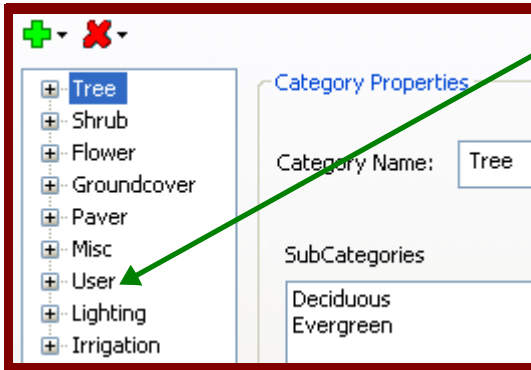 Tree
Shrub
Flower
Groundcover
Paver
Misc
User
Lighting
Irrigation
Category Properties
Category Name: Tree
SubCategories
Deciduous
Evergreen